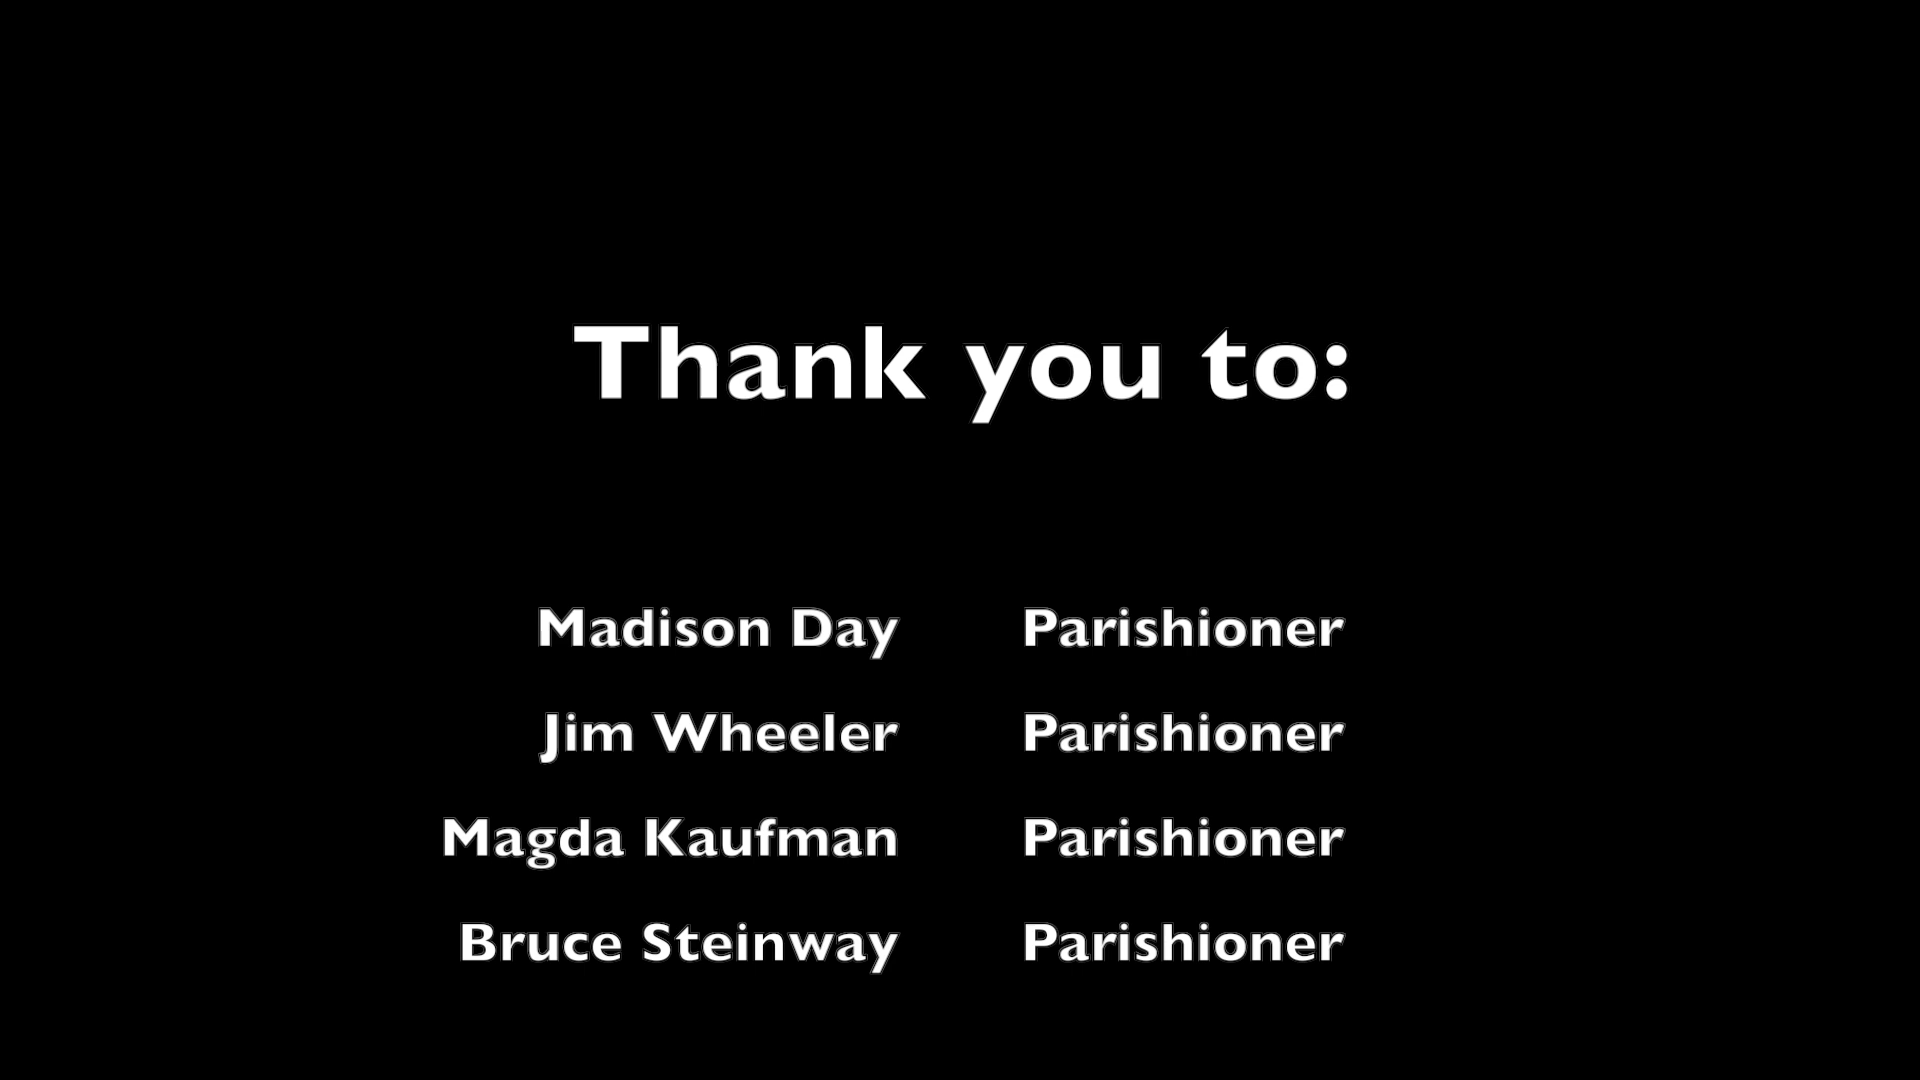 Thank you to:
Madison Day Parishioner
Jim Wheeler Parishioner
Magda Kaufman Parishioner
Bruce Steinway Parishioner